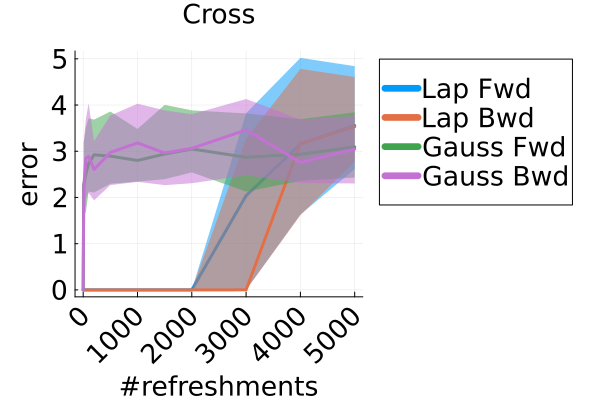 Cross
error
5
4
3
2
1
0
0 1000 2000 3000 4000 5000
#refreshments
Lap Fwd
Lap Bwd
Gauss Fwd
Gauss Bwd